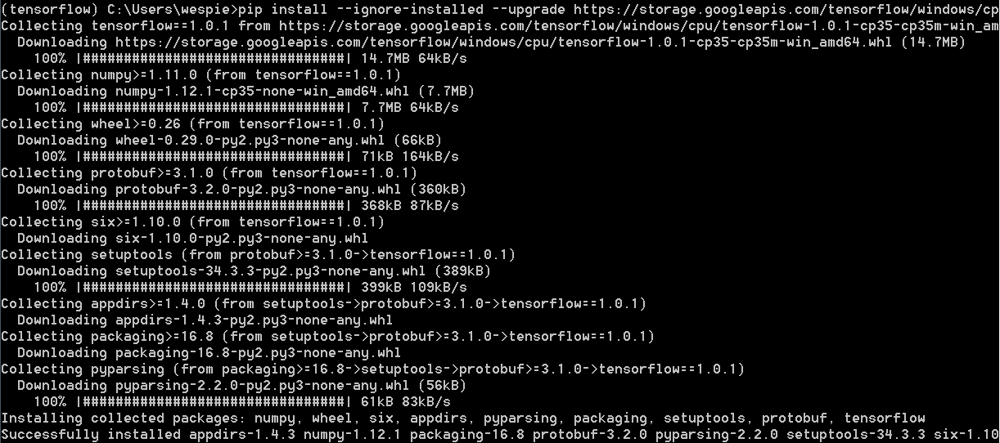 (tensorflow) C:\Users\wespie>pip install --ignore-installed --upgrade https://storage.googleapis.com/tensorflow/windows/cp
Collecting tensorflow==1.0.1 from https://storage.googleapis.com/tensorflow/windows/cpu/tensorflow-1.0.1-cp35-cp35m-win_am
  Downloading https://storage.googleapis.com/tensorflow/windows/cpu/tensorflow-1.0.1-cp35-cp35m-win_amd64.whl (14.7MB)
    100% |################################| 14.7MB 64kB/s
Collecting numpy>=1.11.0 (from tensorflow==1.0.1)
  Downloading numpy-1.12.1-cp35-none-win_amd64.whl (7.7MB)
    100% |################################| 7.7MB 64kB/s
Collecting wheel>=0.26 (from tensorflow==1.0.1)
  Downloading wheel-0.29.0-py2.py3-none-any.whl (66kB)
    100% |################################| 71kB 164kB/s
Collecting protobuf>=3.1.0 (from tensorflow==1.0.1)
  Downloading protobuf-3.2.0-py2.py3-none-any.whl (360kB)
    100% |################################| 368kB 87kB/s
Collecting six>=1.10.0 (from tensorflow==1.0.1)
  Downloading six-1.10.0-py2.py3-none-any.whl
Collecting setuptools (from protobuf>=3.1.0->tensorflow==1.0.1)
  Downloading setuptools-34.3.3-py2.py3-none-any.whl (389kB)
    100% |################################| 399kB 109kB/s
Collecting appdirs>=1.4.0 (from setuptools->protobuf>=3.1.0->tensorflow==1.0.1)
  Downloading appdirs-1.4.3-py2.py3-none-any.whl
Collecting packaging>=16.8 (from setuptools->protobuf>=3.1.0->tensorflow==1.0.1)
  Downloading packaging-16.8-py2.py3-none-any.whl
Collecting pyparsing (from packaging>=16.8->setuptools->protobuf>=3.1.0->tensorflow==1.0.1)
  Downloading pyparsing-2.2.0-py2.py3-none-any.whl (56kB)
    100% |################################| 61kB 83kB/s
Installing collected packages: numpy, wheel, six, appdirs, pyparsing, packaging, setuptools, protobuf, tensorflow
Successfully installed appdirs-1.4.3 numpy-1.12.1 packaging-16.8 protobuf-3.2.0 pyparsing-2.2.0 setuptools-34.3.3 six-1.10